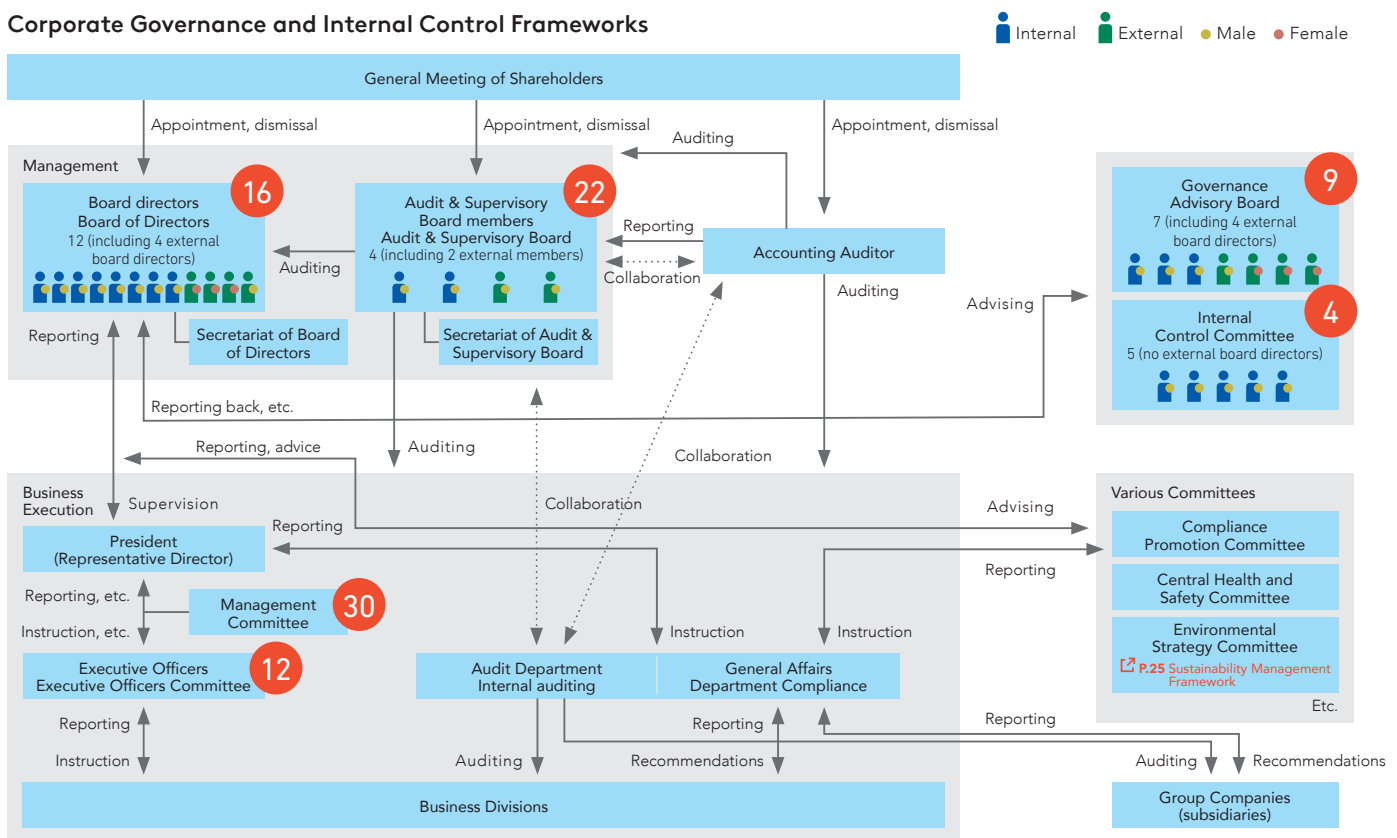 Corporate Governance and Internal Control Frameworks
Internal
External
Male
Female
General Meeting of Shareholders
Appointment, dismissal
Appointment, dismissal
Appointment, dismissal
Auditing
Management
Board directors
Board of Directors
12 (including 4 external
board directors)
16
Auditing
Audit & Supervisory
Board members
Audit & Supervisory Board
4 (including 2 external members)
22
Reporting
Collaboration
Accounting Auditor
Auditing
Governance
Advisory Board
7 (including 4 external
board directors)
9
Advising
Internal
Control Committee
5 (no external board directors)
4
Reporting
Secretariat of Board
of Directors
Secretariat of Audit &
Supervisory Board
Reporting back, etc.
Reporting, advice
Auditing
Collaboration
Business
Execution
Supervision
Collaboration
Advising
Reporting
President
(Representative Director)
Reporting
Various Committees
Compliance
Promotion Committee
Central Health and
Safety Committee
Environmental
Strategy Committee
P.25 Sustainability Management
Framework
Etc.
Reporting, etc.
Instruction, etc.
Management
Committee
30
Instruction
Instruction
Executive Officers
Executive Officers Committee
12
Audit Department
Internal auditing
General Affairs
Department Compliance
Reporting
Instruction
Auditing
Reporting
Recommendations
Reporting
Auditing
Recommendations
Business Divisions
Group Companies
(subsidiaries)